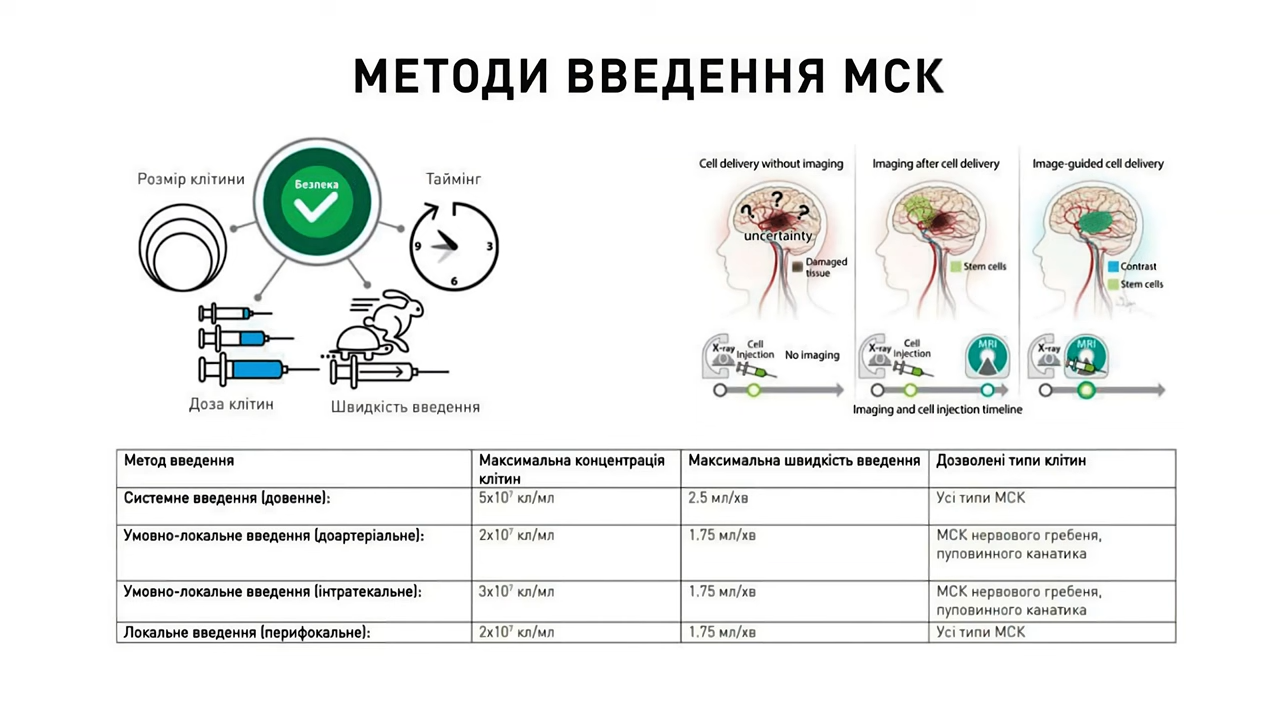 МЕТОДИ ВВЕДЕННЯ МСК
Розмір клітини
Безпека
Таймінг
9
3
6
Доза клітин
Швидкість введення
Cell delivery without imaging
???
uncertainty
Damaged
tissue
X-ray
Cell
Injection
No imaging
Imaging after cell delivery
Stem cells
X-ray
Cell
Injection
MRI
Image-guided cell delivery
Contrast
Stem cells
X-ray
MRI
Imaging and cell injection timeline
Метод введення
Максимальна концентрація
клітин
Максимальна швидкість введення
Дозволені типи клітин
Системне введення (довенне):
5x10⁷ кл/мл
2.5 мл/хв
Усі типи МСК
Умовно-локальне введення (доартеріальне):
2x10⁷ кл/мл
1.75 мл/хв
МСК нервового гребеня,
пуповинного канатика
Умовно-локальне введення (інтратекальне):
3x10⁷ кл/мл
1.75 мл/хв
МСК нервового гребеня,
пуповинного канатика
Локальне введення (перифокальне):
2x10⁷ кл/мл
1.75 мл/хв
Усі типи МСК